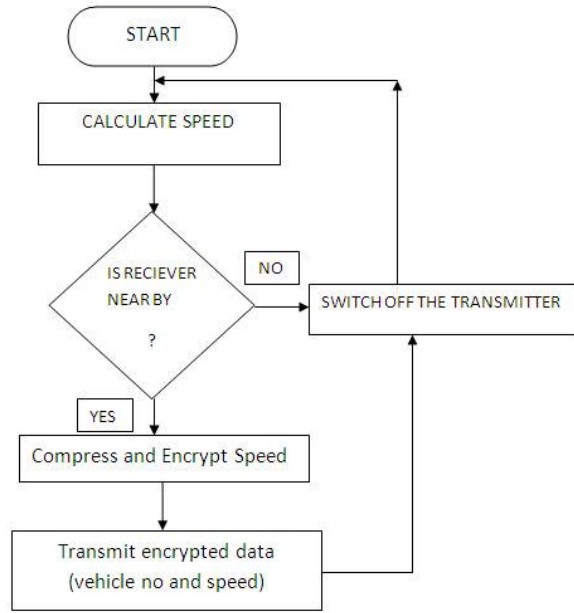 START
CALCULATE SPEED
IS RECIEVER
NEAR BY
?
NO
SWITCH OFF THE TRANSMITTER
YES
Compress and Encrypt Speed
Transmit encrypted data
(vehicle no and speed)